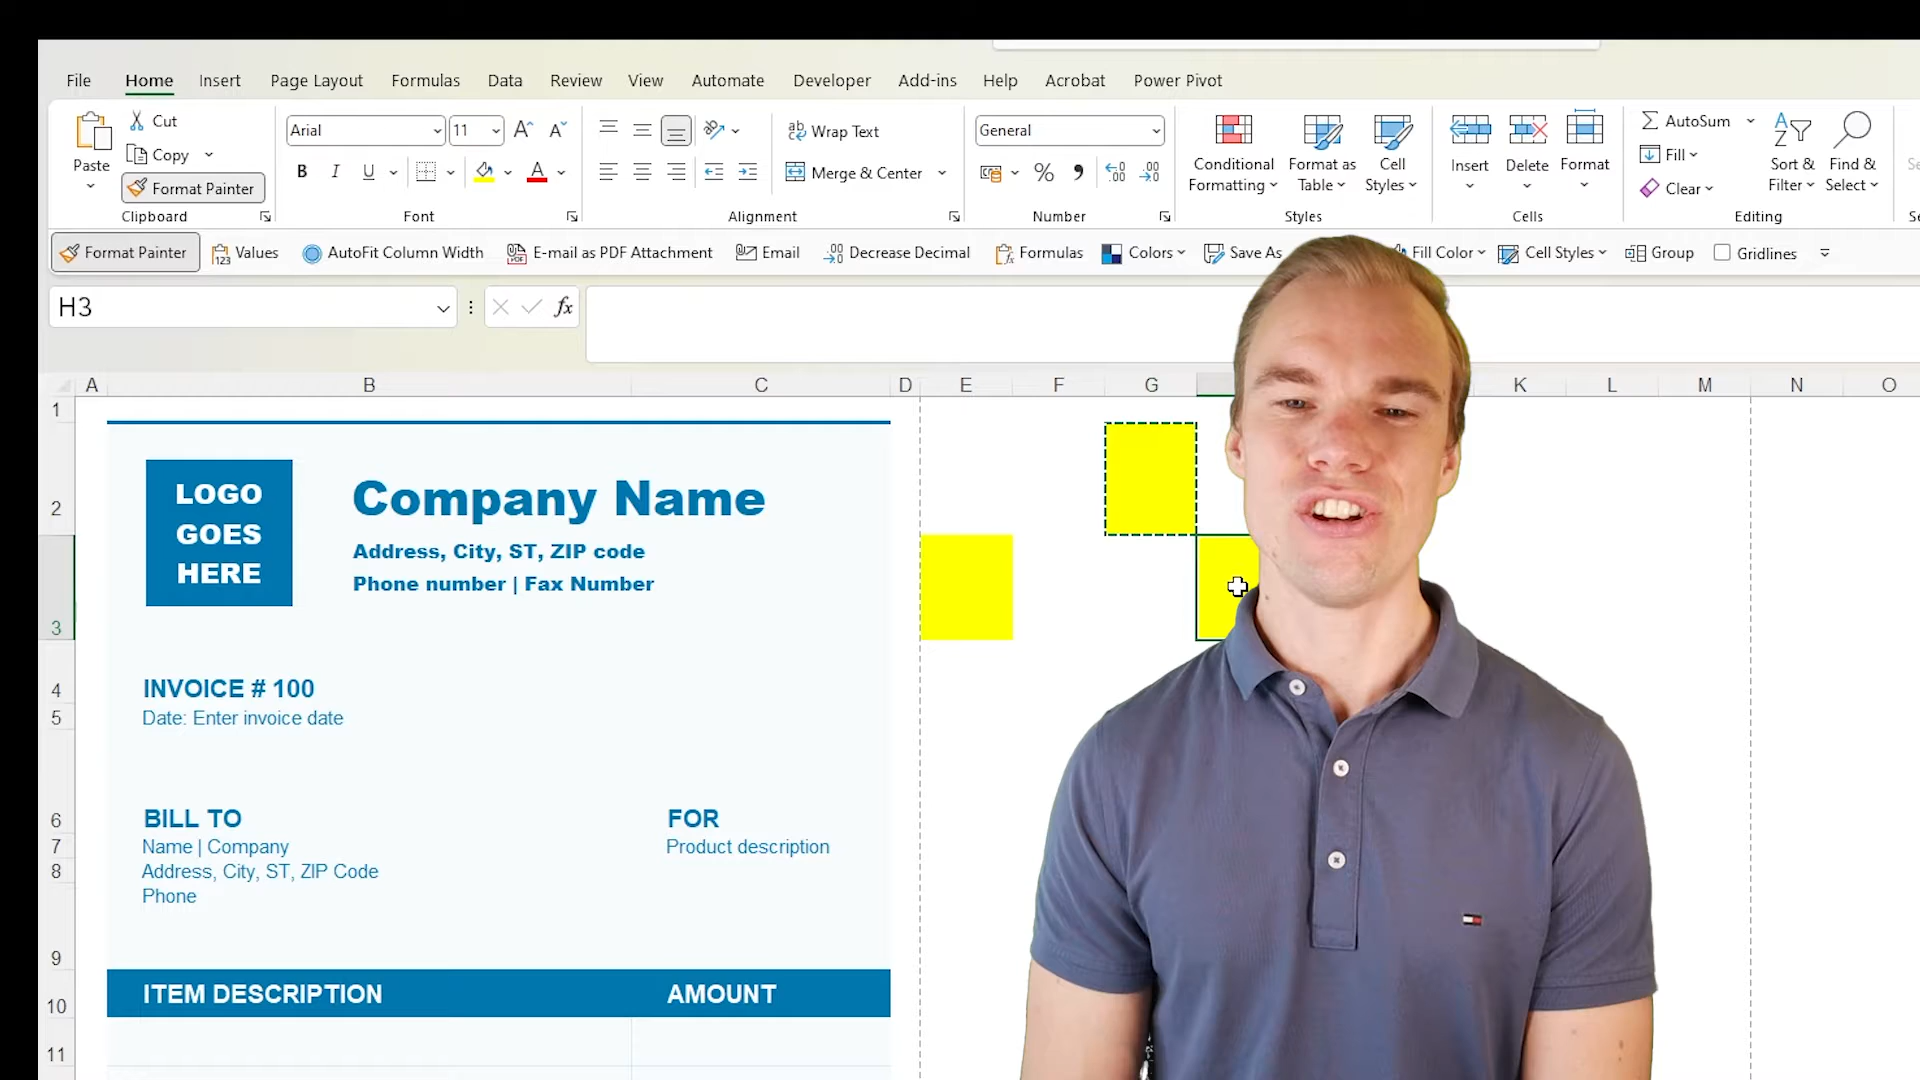 File Home Insert Page Layout Formulas Data Review View Automate Developer Add-ins Help Acrobat Power Pivot
Paste
Cut
Copy
Format Painter
Clipboard
Arial 11
B I U
Font
Wrap Text
Merge & Center
Alignment
General
Number
Conditional Formatting
Format as Table
Cell Styles
Styles
Insert
Delete
Format
Cells
AutoSum
Fill
Clear
Sort & Filter
Find & Select
Editing
Format Painter Values AutoFit Column Width E-mail as PDF Attachment Email Decrease Decimal Formulas Colors Save As Fill Color Cell Styles Group Gridlines
H3 fx
A B C D E F G K L M N O
1
2
3
4
5
6
7
8
9
10
11
LOGO
GOES
HERE
Company Name
Address, City, ST, ZIP code
Phone number | Fax Number
INVOICE # 100
Date: Enter invoice date
BILL TO FOR
Name | Company Product description
Address, City, ST, ZIP Code
Phone
ITEM DESCRIPTION AMOUNT